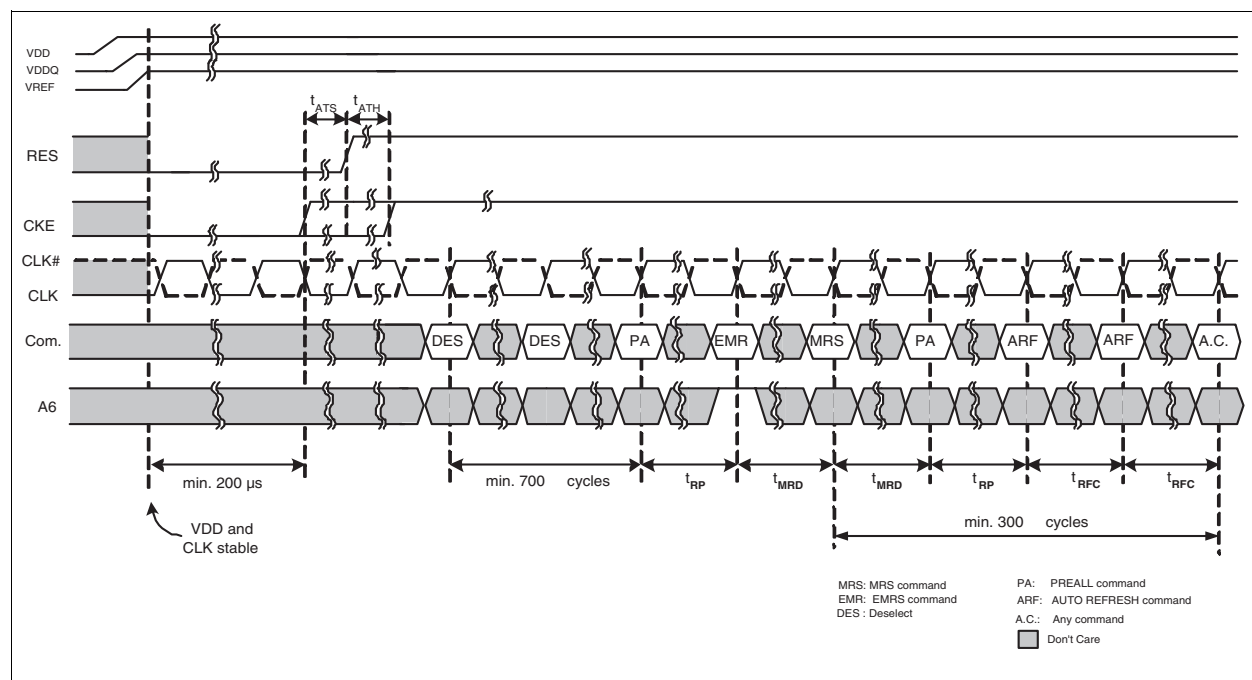 VDD
VDDQ
VREF
tATS
tATH
RES
CKE
CLK#
CLK
Com.
DES
DES
PA
EMR
MRS
PA
ARF
ARF
A.C.
A6
min. 200 µs
min. 700 cycles
tRP
tMRD
tMRD
tRP
tRFC
tRFC
VDD and
CLK stable
min. 300 cycles
MRS: MRS command
EMR: EMRS command
DES : Deselect
PA: PREALL command
ARF: AUTO REFRESH command
A.C.: Any command
Don't Care